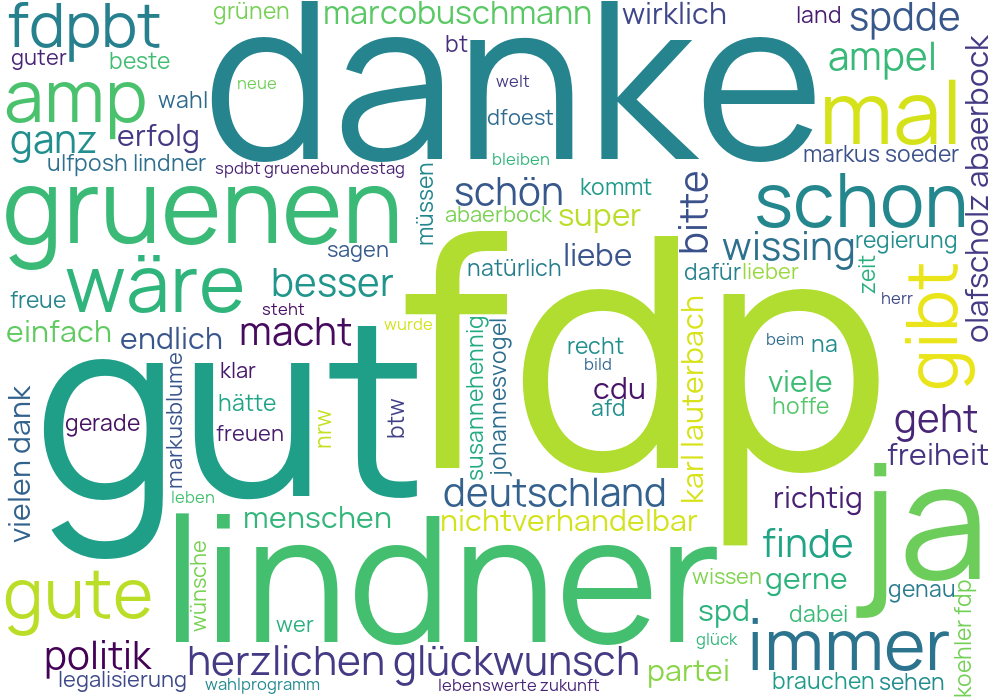 grünen
marcobuschmann
wirklich
land
spdde
fdpbt
danke
bt
ampel
guter
beste
neue
welt
amp
wahl
dfoest
mal
ganz
erfolg
ulfposh lindner
spdbt gruenebundestag
bleiben
markus soeder
olafscholz abaerbock
gruenen
müssen
schön
kommt
bitte
schon
abaerbock
super
sagen
wissing
regierung
wäre
besser
natürlich
liebe
dafür
lieber
zeit
gibt
freue
steht
herr
einfach
endlich
macht
wurde
fdp
gut
susannehennig
johannesvogel
recht
bild
cdu
afd
karl lauterbach
beim
na
viele
hoffe
klar
hätte
freuen
gerade
markusblume
nrw
btw
vielen dank
geht
freiheit
leben
deutschland
richtig
ja
menschen
nichtverhandelbar
lindner
finde
gute
wünsche
wissen
gerne
genau
wer
spd
dabei
glück
immer
koehler fdp
politik
herzlichen glückwunsch
partei
legalisierung
wahlprogramm
lebenswerte zukunft
brauchen
sehen